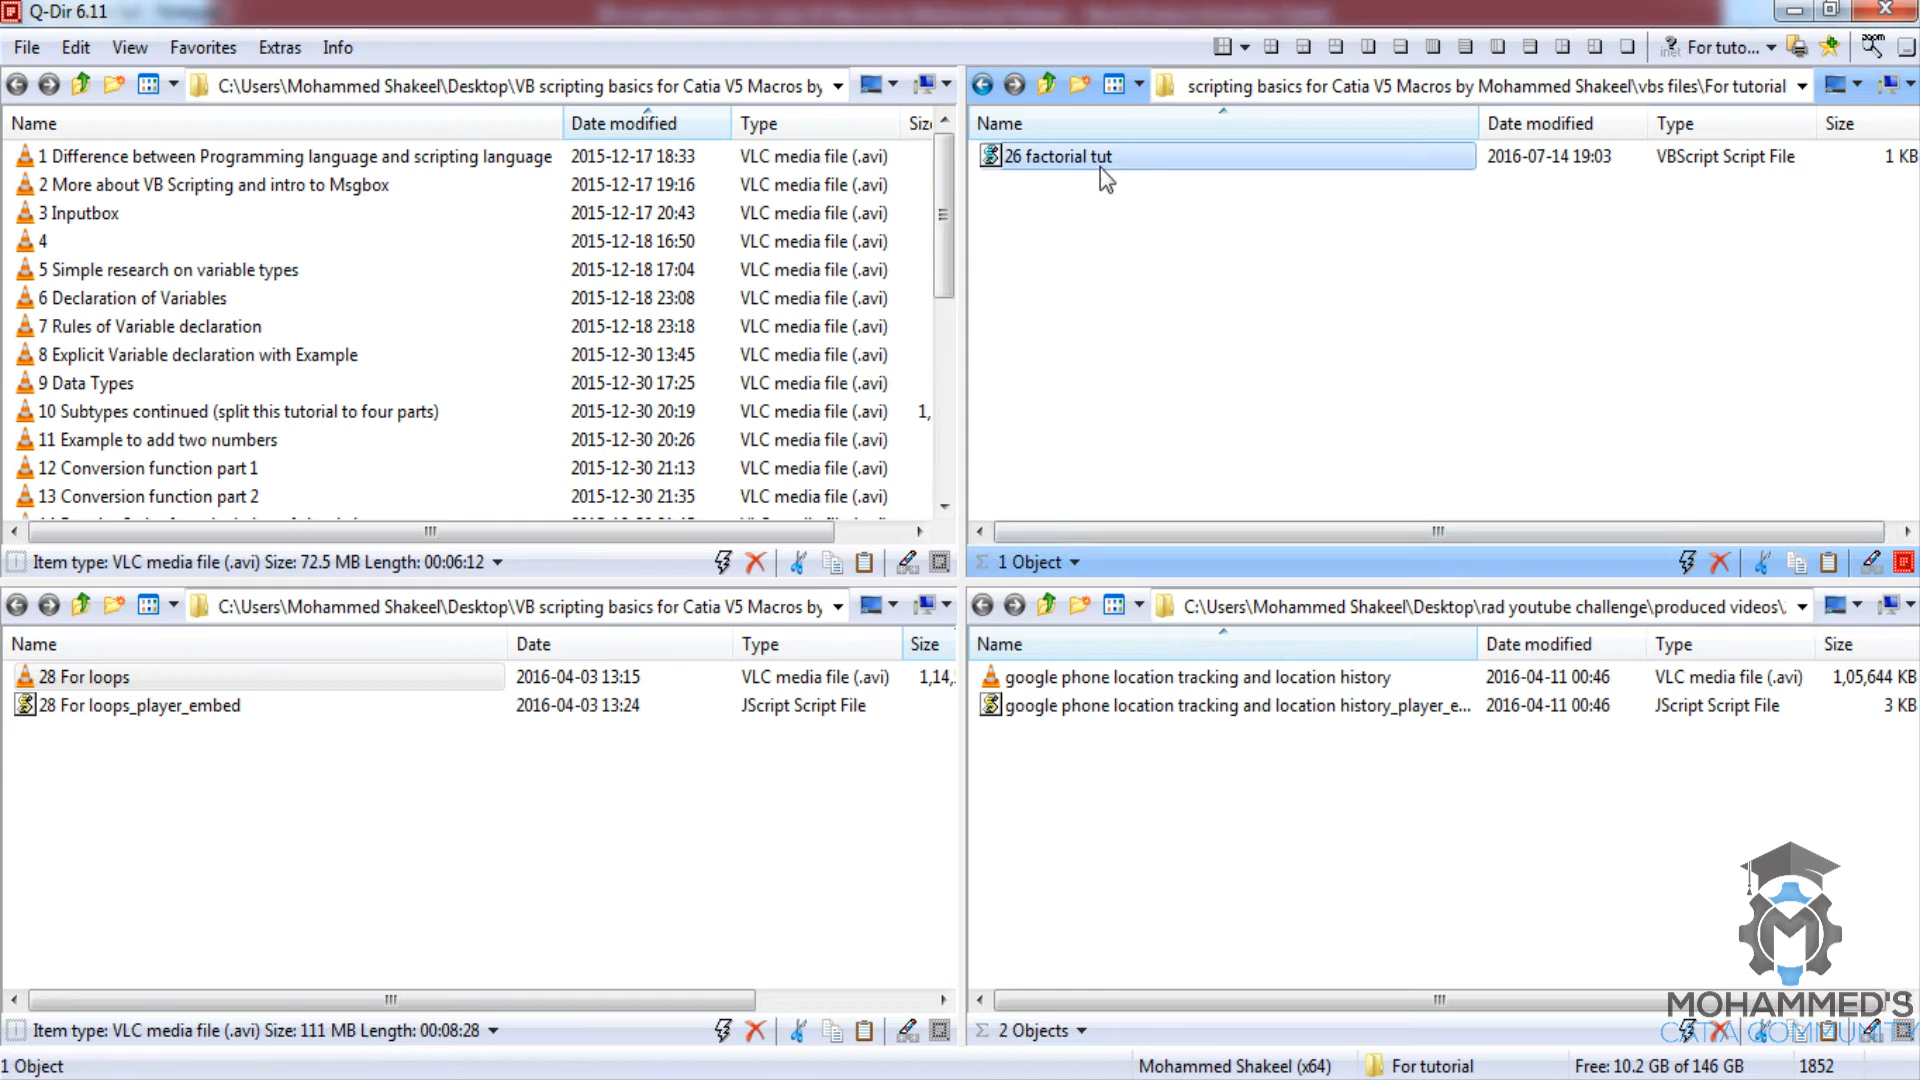 Q-Dir 6.11
File Edit View Favorites Extras Info
For tuto...
zoom
C:\Users\Mohammed Shakeel\Desktop\VB scripting basics for Catia V5 Macros by
Name Date modified Type Size
1 Difference between Programming language and scripting language 2015-12-17 18:33 VLC media file (.avi)
2 More about VB Scripting and intro to Msgbox 2015-12-17 19:16 VLC media file (.avi)
3 Inputbox 2015-12-17 20:43 VLC media file (.avi)
4 2015-12-18 16:50 VLC media file (.avi)
5 Simple research on variable types 2015-12-18 17:04 VLC media file (.avi)
6 Declaration of Variables 2015-12-18 23:08 VLC media file (.avi)
7 Rules of Variable declaration 2015-12-18 23:18 VLC media file (.avi)
8 Explicit Variable declaration with Example 2015-12-30 13:45 VLC media file (.avi)
9 Data Types 2015-12-30 17:25 VLC media file (.avi)
10 Subtypes continued (split this tutorial to four parts) 2015-12-30 20:19 VLC media file (.avi) 1,
11 Example to add two numbers 2015-12-30 20:26 VLC media file (.avi)
12 Conversion function part 1 2015-12-30 21:13 VLC media file (.avi)
13 Conversion function part 2 2015-12-30 21:35 VLC media file (.avi)
Item type: VLC media file (.avi) Size: 72.5 MB Length: 00:06:12
scripting basics for Catia V5 Macros by Mohammed Shakeel\vbs files\For tutorial
Name Date modified Type Size
26 factorial tut 2016-07-14 19:03 VBScript Script File 1 KB
1 Object
C:\Users\Mohammed Shakeel\Desktop\VB scripting basics for Catia V5 Macros by
Name Date Type Size
28 For loops 2016-04-03 13:15 VLC media file (.avi) 1,14,
28 For loops_player_embed 2016-04-03 13:24 JScript Script File
Item type: VLC media file (.avi) Size: 111 MB Length: 00:08:28
C:\Users\Mohammed Shakeel\Desktop\rad youtube challenge\produced videos\
Name Date modified Type Size
google phone location tracking and location history 2016-04-11 00:46 VLC media file (.avi) 1,05,644 KB
google phone location tracking and location history_player_e... 2016-04-11 00:46 JScript Script File 3 KB
2 Objects
MOHAMMED'S
CATIA COMMUNITY
1 Object Mohammed Shakeel (x64) For tutorial Free: 10.2 GB of 146 GB 1852